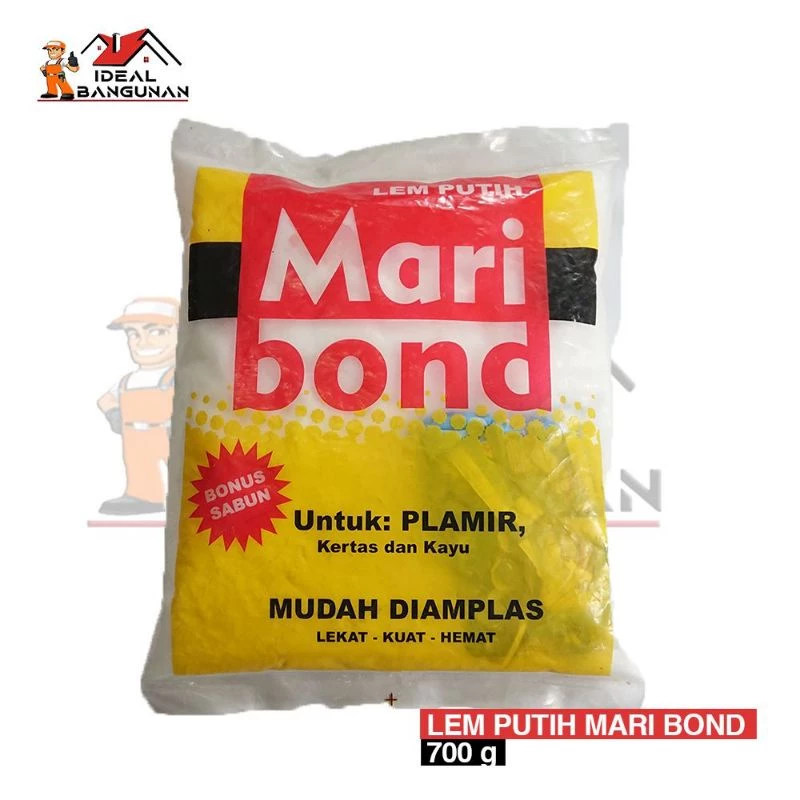 IDEAL
BANGUNAN
LEM PUTIH
Mari
bond
BONUS
SABUN
Untuk: PLAMIR,
Kertas dan Kayu
MUDAH DIAMPLAS
LEKAT - KUAT - HEMAT
LEM PUTIH MARI BOND
700 g